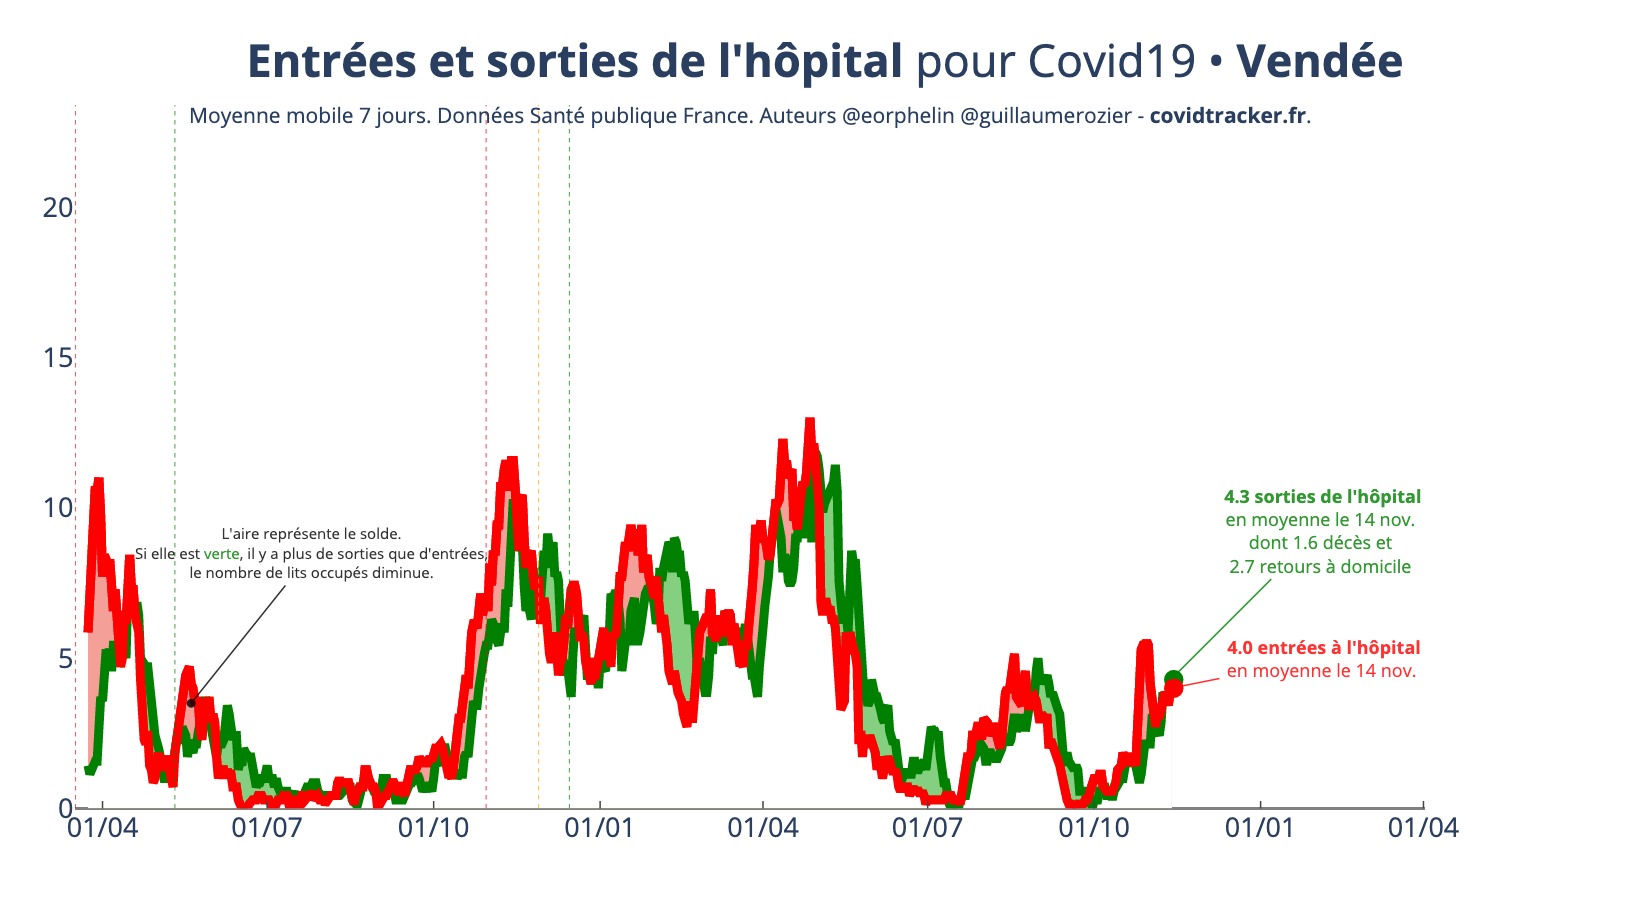 Entrées et sorties de l'hôpital pour Covid19 • Vendée
Moyenne mobile 7 jours. Données Santé publique France. Auteurs @eorphelin @guillaumerozier - covidtracker.fr.
20
15
10
5
0
L'aire représente le solde.
Si elle est verte, il y a plus de sorties que d'entrées,
le nombre de lits occupés diminue.
4.3 sorties de l'hôpital
en moyenne le 14 nov.
dont 1.6 décès et
2.7 retours à domicile
4.0 entrées à l'hôpital
en moyenne le 14 nov.
01/04 01/07 01/10 01/01 01/04 01/07 01/10 01/01 01/04